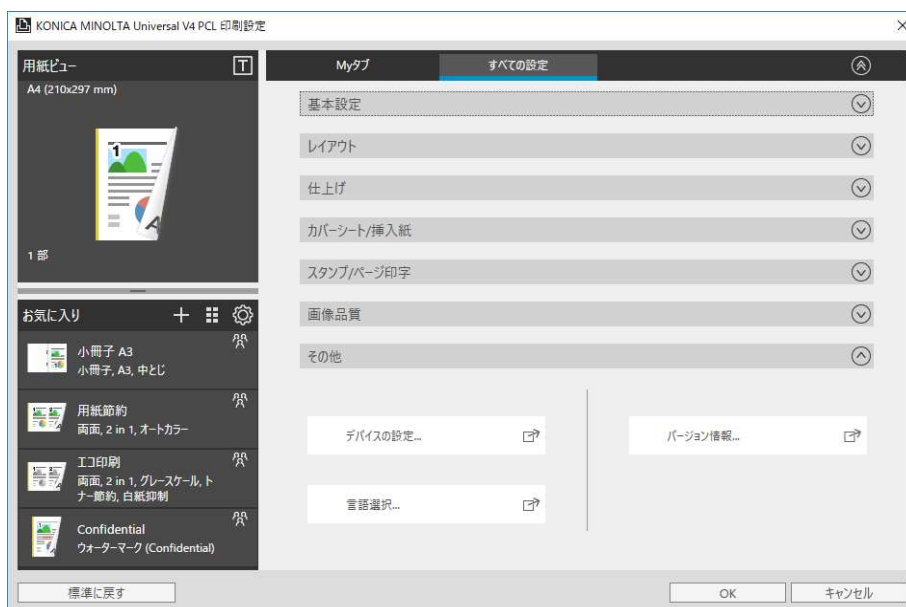 KONICA MINOLTA Universal V4 PCL 印刷設定
用紙ビュー
T
A4 (210x297 mm)
1
A
1 部
お気に入り
小冊子 A3
小冊子, A3, 中とじ
用紙節約
両面, 2 in 1, オートカラー
エコ印刷
両面, 2 in 1, グレースケール, ト
ナー節約, 白紙抑制
Confidential
ウォーターマーク (Confidential)
Myタブ
すべての設定
基本設定
レイアウト
仕上げ
カバーシート/挿入紙
スタンプ/ページ印字
画像品質
その他
デバイスの設定...
バージョン情報...
言語選択...
標準に戻す
OK
キャンセル